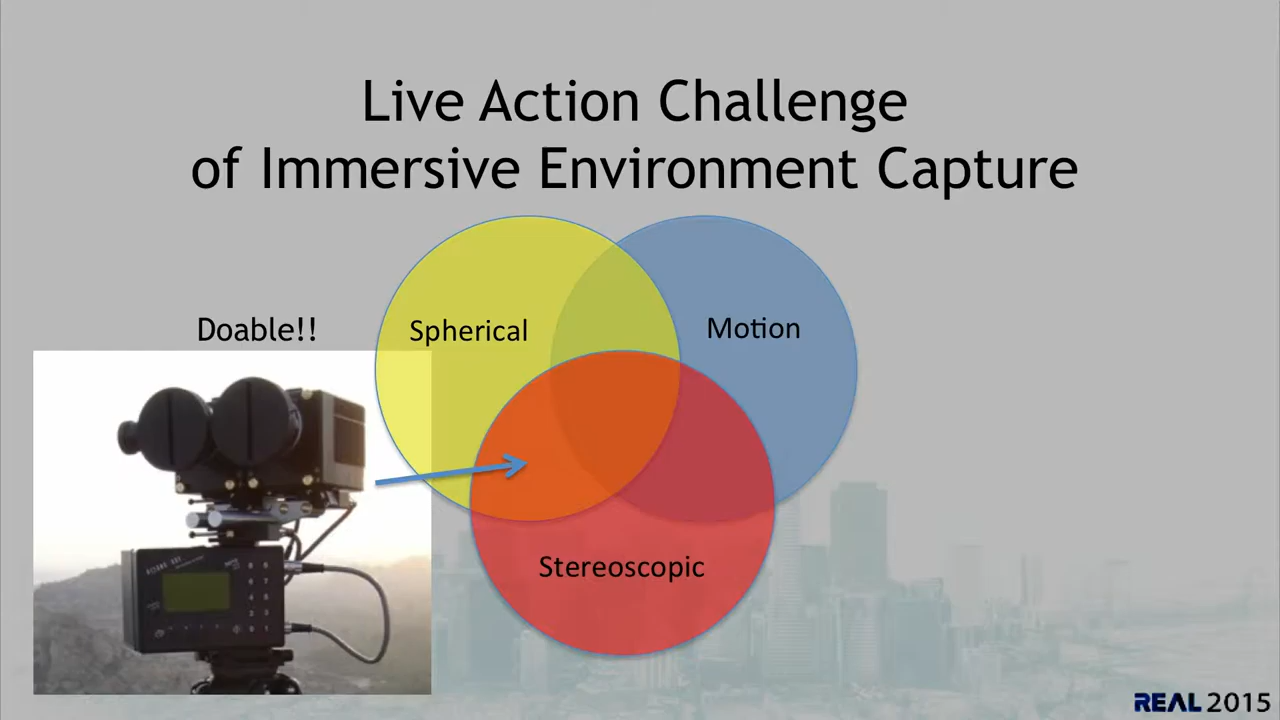 Live Action Challenge
of Immersive Environment Capture
Doable!!
Spherical
Motion
Stereoscopic
REAL 2015